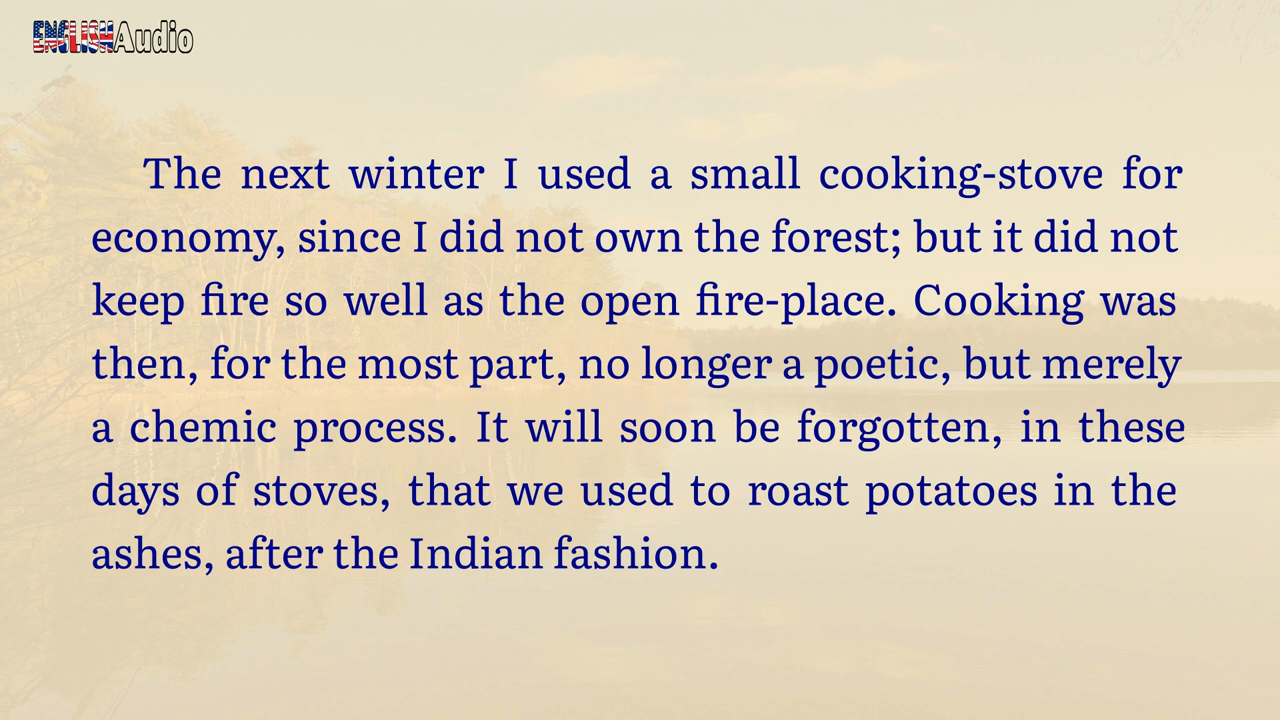 ENGLISHAudio
The next winter I used a small cooking-stove for
economy, since I did not own the forest; but it did not
keep fire so well as the open fire-place. Cooking was
then, for the most part, no longer a poetic, but merely
a chemic process. It will soon be forgotten, in these
days of stoves, that we used to roast potatoes in the
ashes, after the Indian fashion.